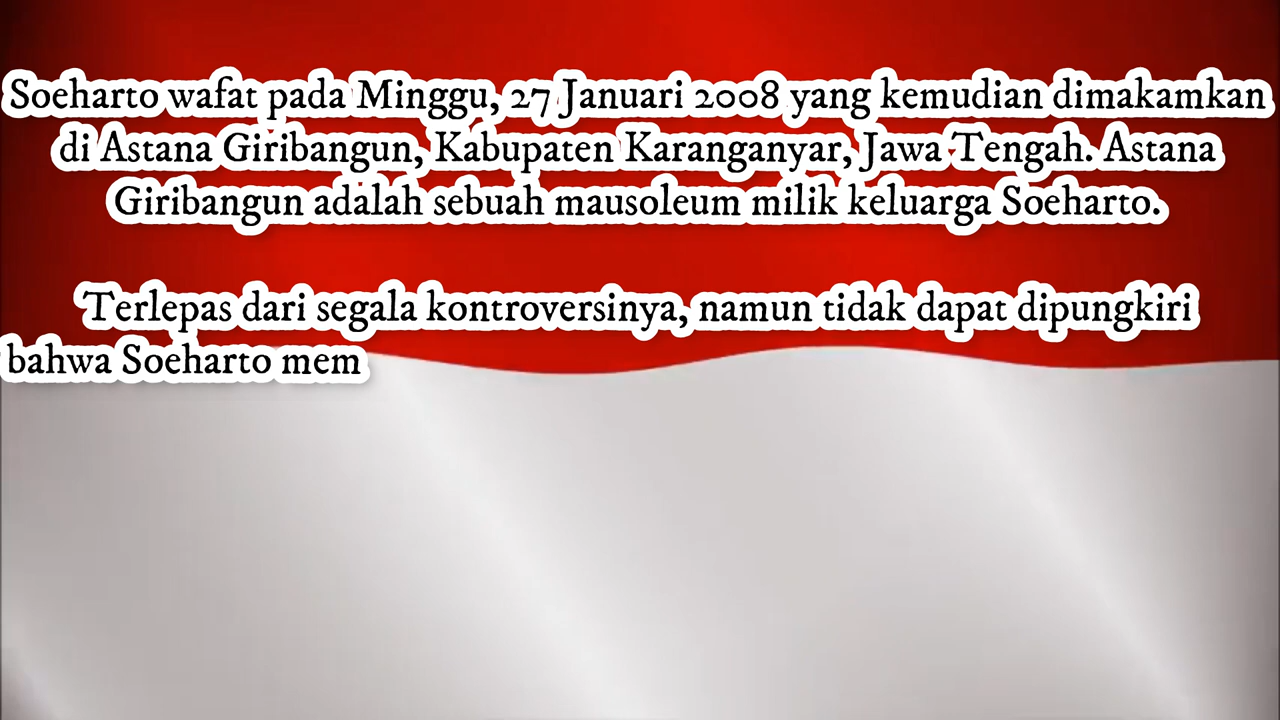 Soeharto wafat pada Minggu, 27 Januari 2008 yang kemudian dimakamkan
di Astana Giribangun, Kabupaten Karanganyar, Jawa Tengah. Astana
Giribangun adalah sebuah mausoleum milik keluarga Soeharto.
Terlepas dari segala kontroversinya, namun tidak dapat dipungkiri
bahwa Soeharto mem